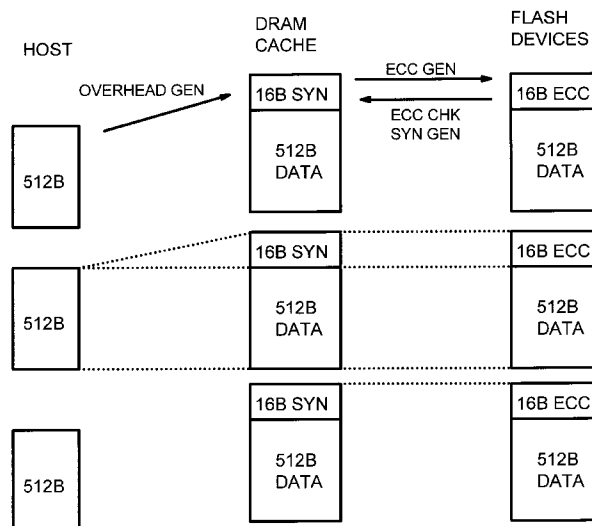 HOST
DRAM
CACHE
FLASH
DEVICES
OVERHEAD GEN
16B SYN
ECC GEN
16B ECC
ECC CHK
SYN GEN
512B
512B
DATA
512B
DATA
16B SYN
16B ECC
512B
512B
DATA
512B
DATA
16B SYN
16B ECC
512B
512B
DATA
512B
DATA